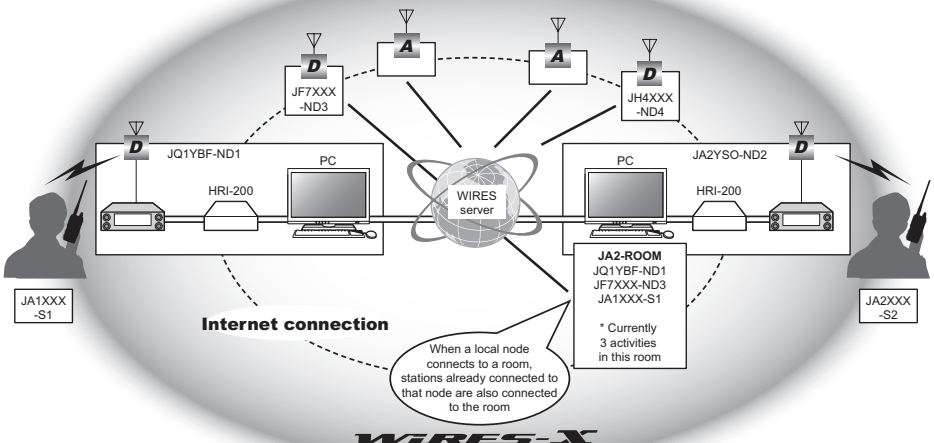 A
A
D
JF7XXX
-ND3
D
JH4XXX
-ND4
D
JQ1YBF-ND1
PC
HRI-200
WIRES
server
PC
JA2YSO-ND2
D
HRI-200
JA1XXX
-S1
JA2XXX
-S2
JA2-ROOM
JQ1YBF-ND1
JF7XXX-ND3
JA1XXX-S1
* Currently
3 activities
in this room
Internet connection
When a local node
connects to a room,
stations already connected to
that node are also connected
to the room
WIRES-X